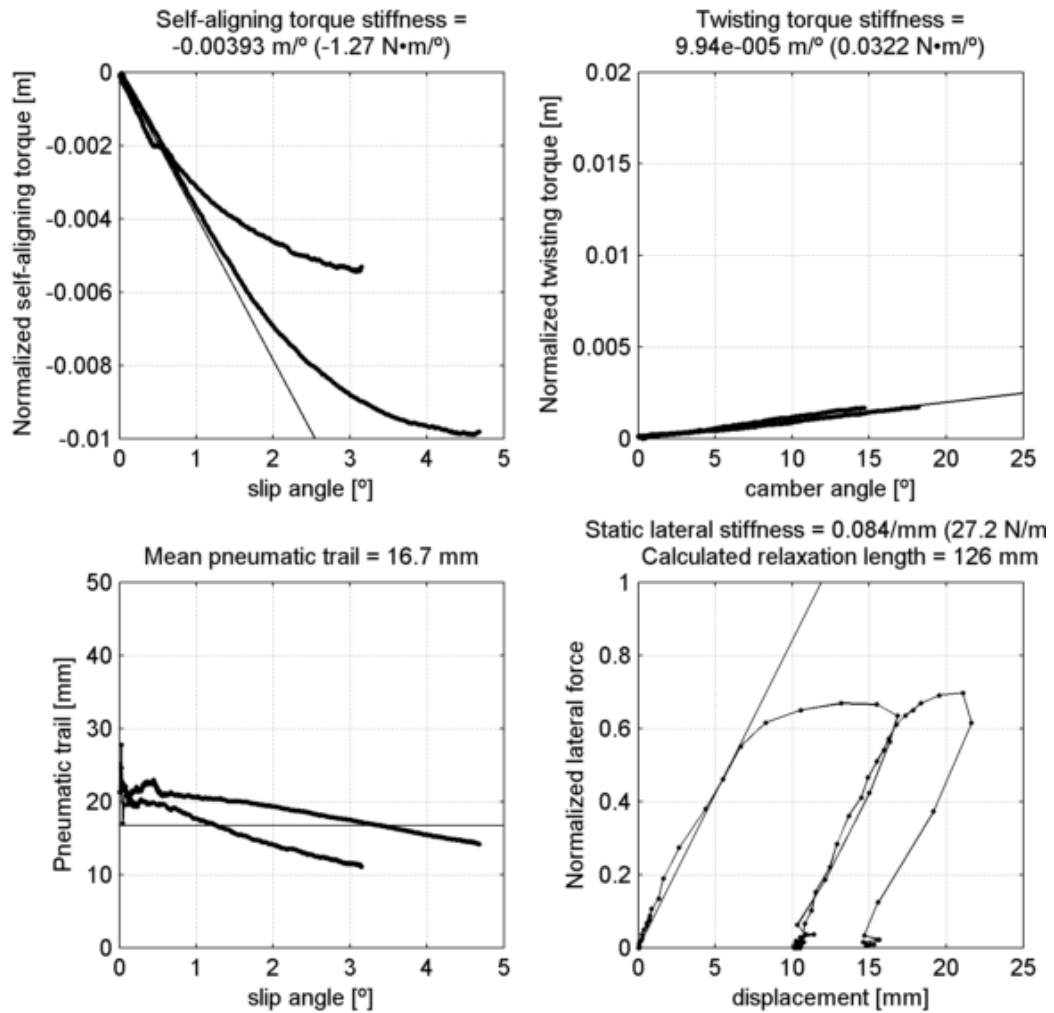 Self-aligning torque stiffness =
-0.00393 m/º (-1.27 N•m/º)
0
-0.002
-0.004
-0.006
-0.008
-0.01
Normalized self-aligning torque [m]
0 1 2 3 4 5
slip angle [º]
Twisting torque stiffness =
9.94e-005 m/º (0.0322 N•m/º)
0.02
0.015
0.01
0.005
0
Normalized twisting torque [m]
0 5 10 15 20 25
camber angle [º]
Mean pneumatic trail = 16.7 mm
50
40
30
20
10
0
Pneumatic trail [mm]
0 1 2 3 4 5
slip angle [º]
Static lateral stiffness = 0.084/mm (27.2 N/m
Calculated relaxation length = 126 mm
1
0.8
0.6
0.4
0.2
0
Normalized lateral force
0 5 10 15 20 25
displacement [mm]